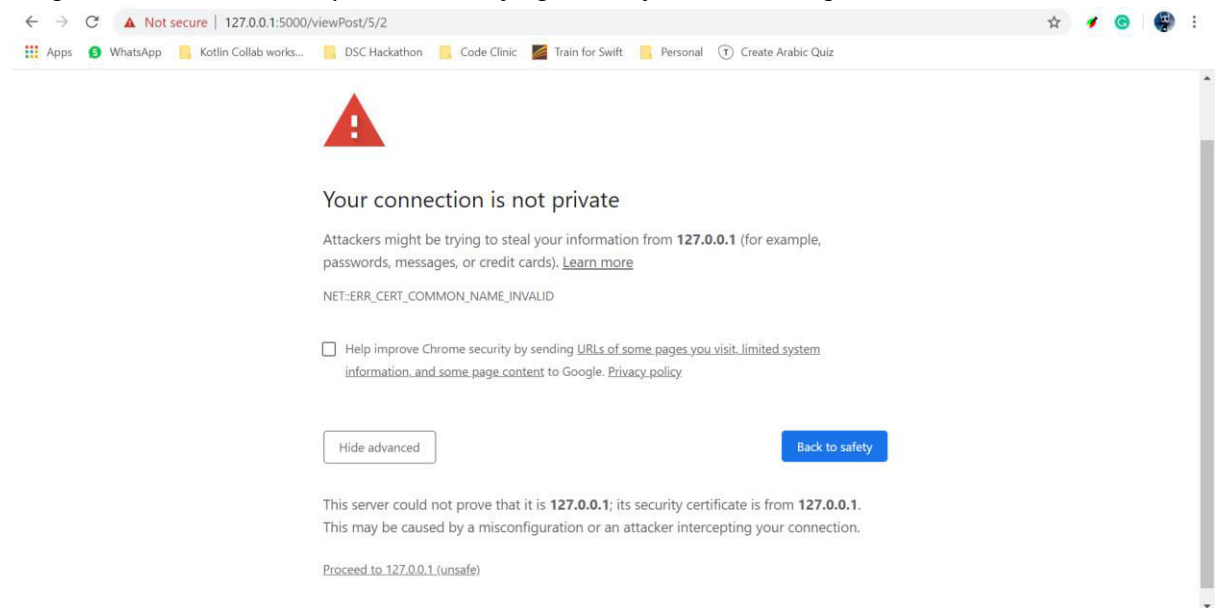 Not secure | 127.0.0.1:5000/viewPost/5/2
Apps WhatsApp Kotlin Collab works... DSC Hackathon Code Clinic Train for Swift Personal Create Arabic Quiz
Your connection is not private
Attackers might be trying to steal your information from 127.0.0.1 (for example,
passwords, messages, or credit cards). Learn more
NET::ERR_CERT_COMMON_NAME_INVALID
Help improve Chrome security by sending URLs of some pages you visit, limited system
information, and some page content to Google. Privacy policy
Hide advanced Back to safety
This server could not prove that it is 127.0.0.1; its security certificate is from 127.0.0.1.
This may be caused by a misconfiguration or an attacker intercepting your connection.
Proceed to 127.0.0.1 (unsafe)